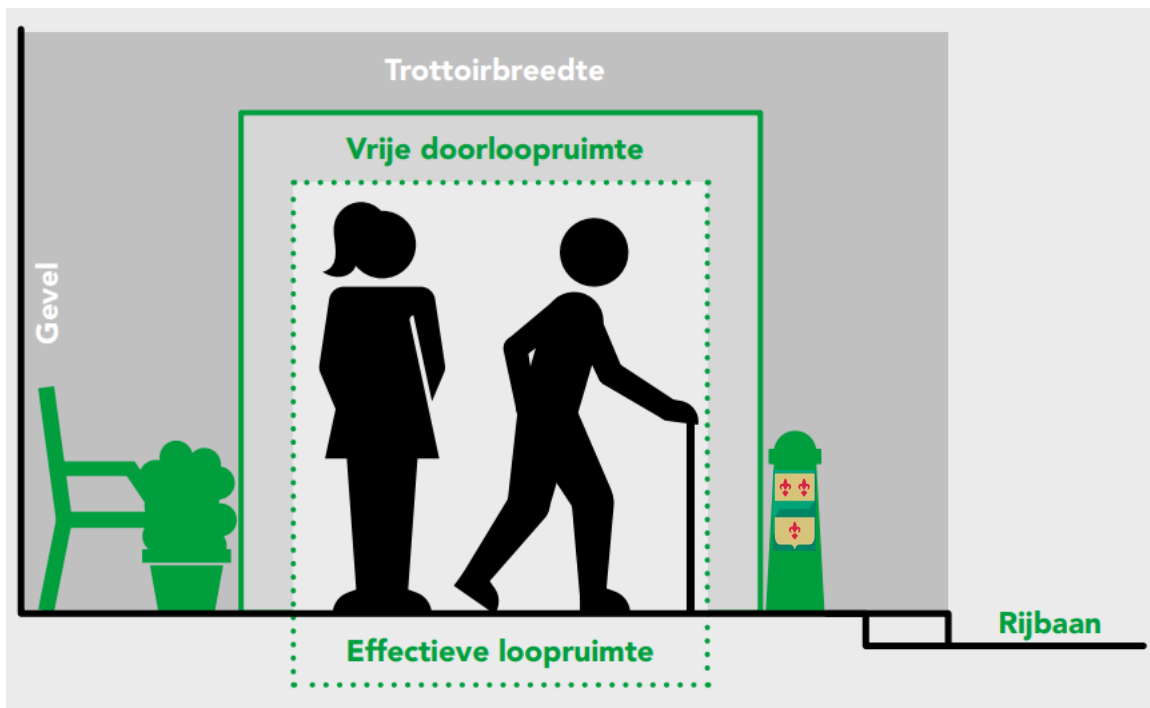 Trottoirbreedte
Vrije doorloopruimte
Gevel
Effectieve loopruimte
Rijbaan